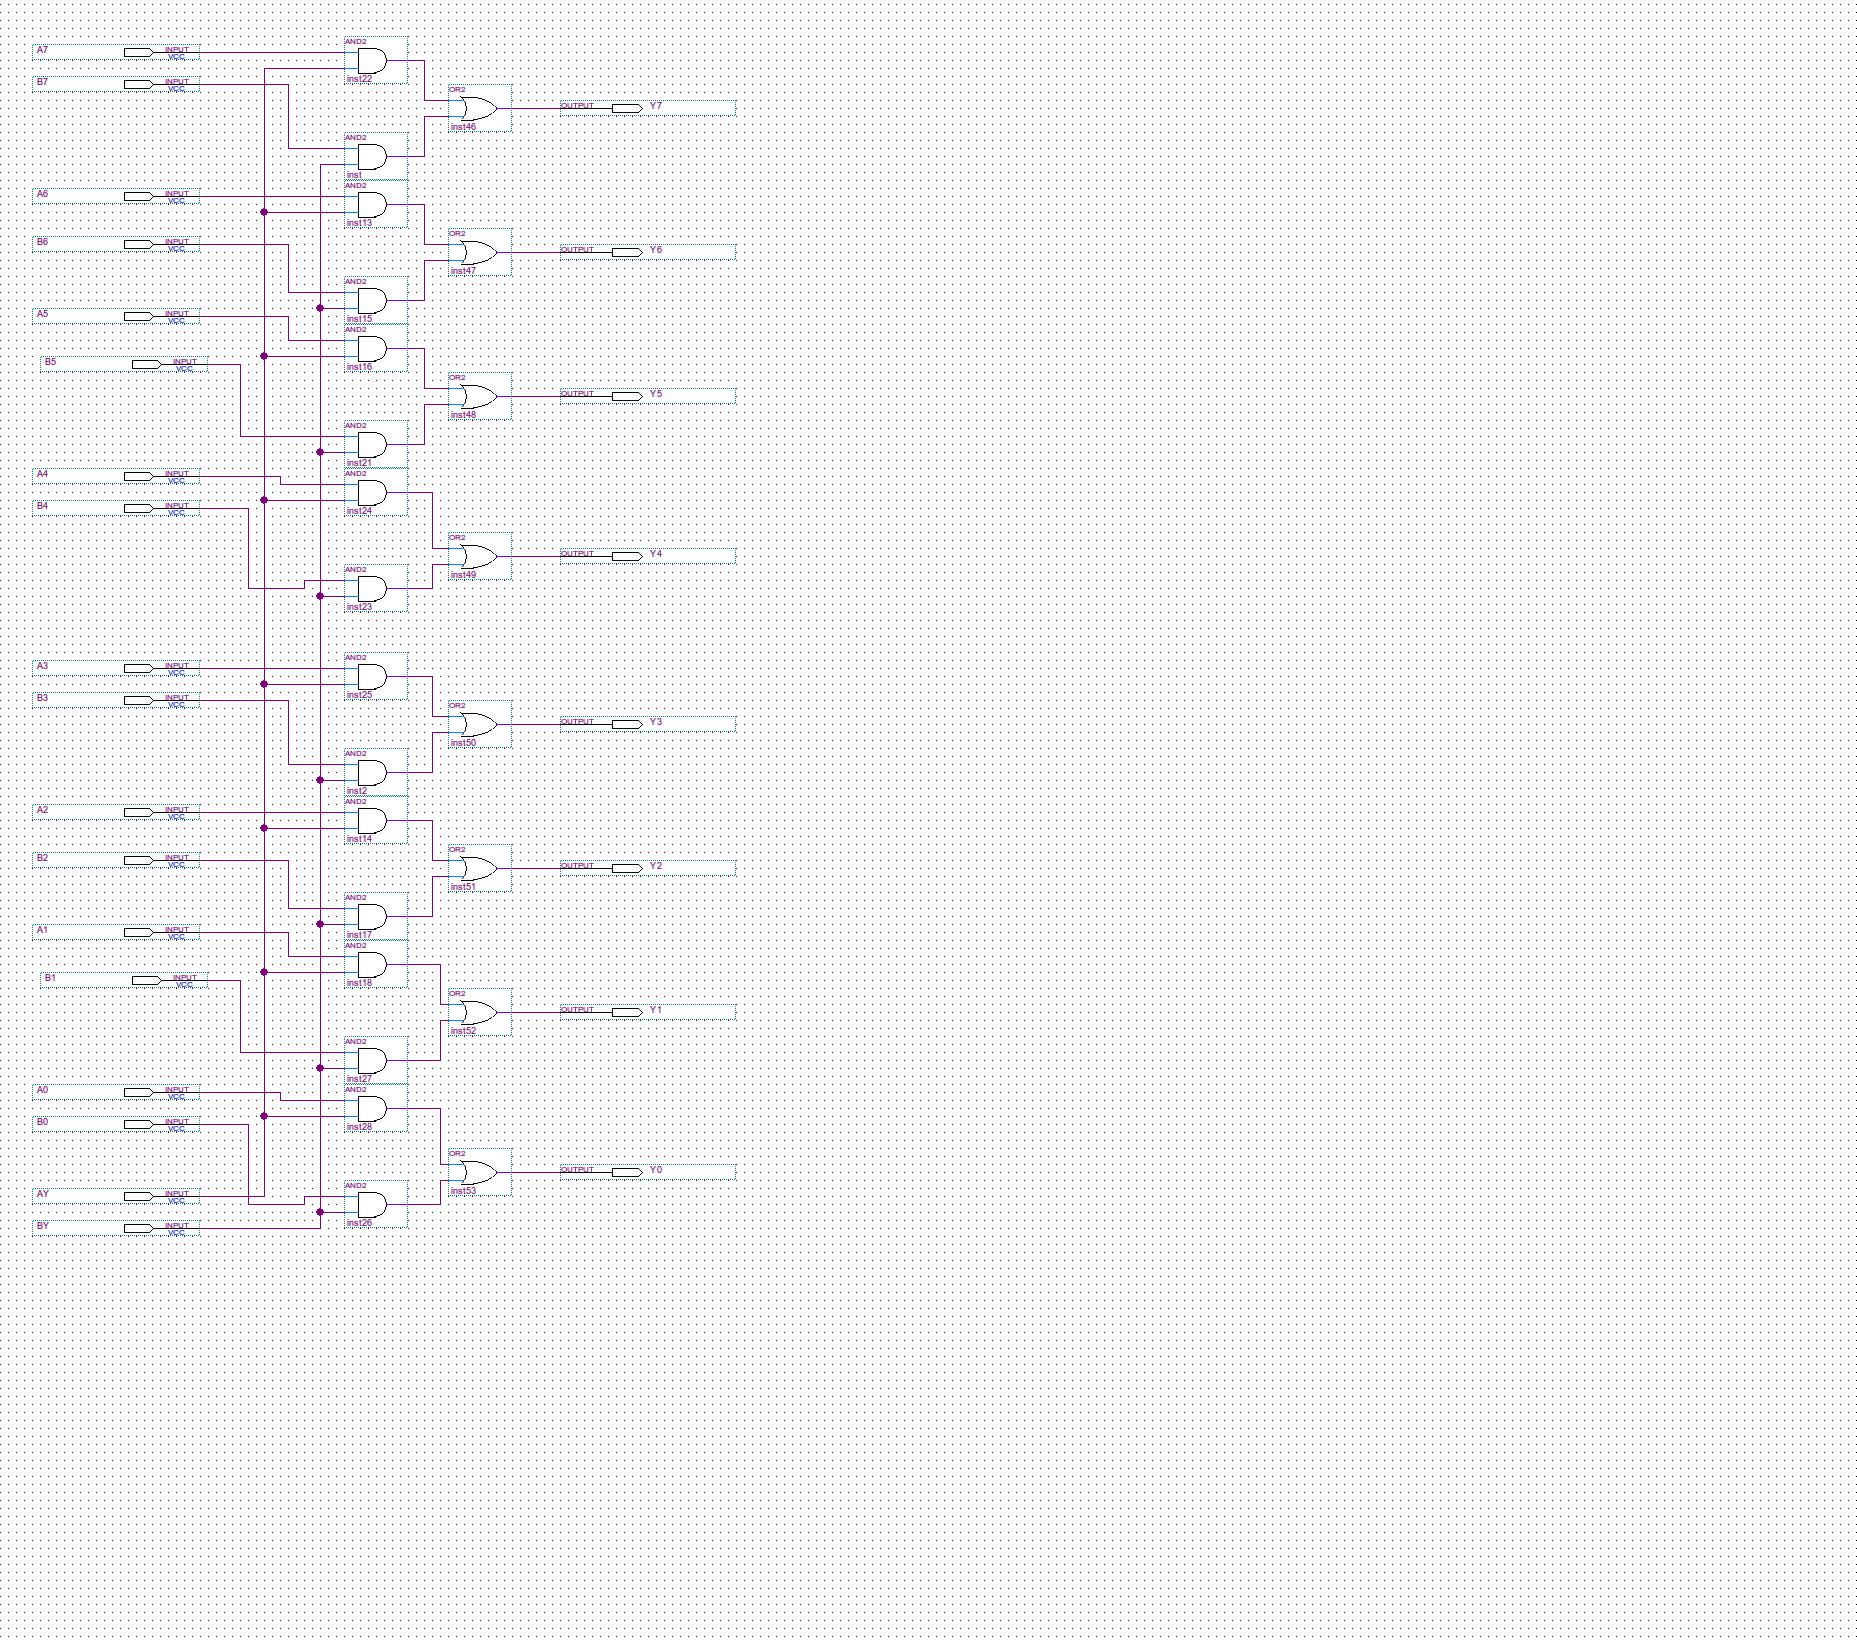 AND2
A7 INPUT
VCC
inst22
B7 INPUT
VCC
OR2
OUTPUT Y7
inst46
AND2
inst
AND2
A6 INPUT
VCC
inst13
OR2
B6 INPUT
VCC
OUTPUT Y6
inst47
AND2
A5 INPUT
VCC
inst15
AND2
B5 INPUT
VCC
inst16
OR2
OUTPUT Y5
inst48
AND2
inst21
A4 INPUT
VCC
AND2
B4 INPUT
VCC
inst24
OR2
OUTPUT Y4
AND2
inst49
inst23
AND2
A3 INPUT
VCC
inst25
B3 INPUT
VCC
OR2
OUTPUT Y3
inst50
AND2
inst2
AND2
A2 INPUT
VCC
inst14
OR2
B2 INPUT
VCC
OUTPUT Y2
inst51
AND2
A1 INPUT
VCC
inst17
AND2
B1 INPUT
VCC
inst18
OR2
OUTPUT Y1
inst52
AND2
inst27
A0 INPUT
VCC
AND2
B0 INPUT
VCC
inst28
OR2
OUTPUT Y0
AND2
inst53
AY INPUT
VCC
inst26
BY INPUT
VCC